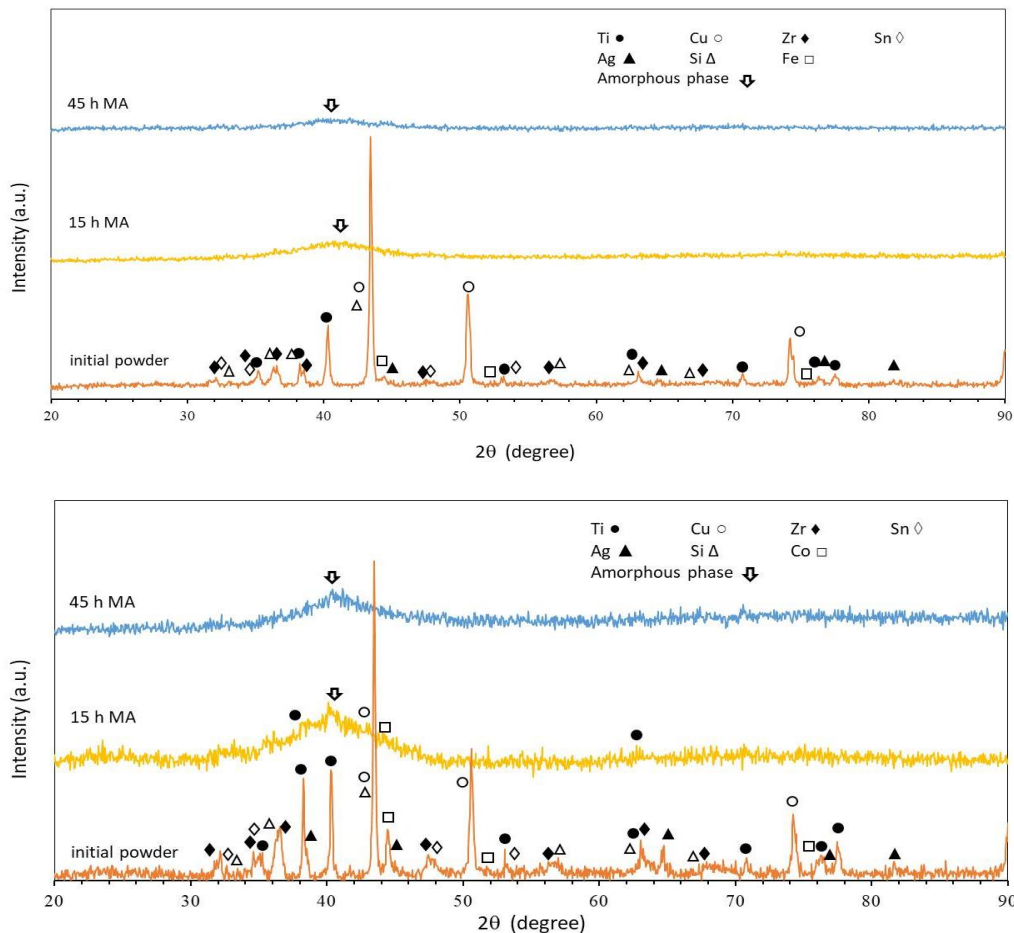 Ti ● Cu ○ Zr ♦ Sn ◊
Ag ▲ Si Δ Fe □
Amorphous phase ⇩
45 h MA
15 h MA
initial powder
Intensity (a.u.)
20 30 40 50 60 70 80 90
2θ (degree)
Ti ● Cu ○ Zr ♦ Sn ◊
Ag ▲ Si Δ Co □
Amorphous phase ⇩
45 h MA
15 h MA
initial powder
Intensity (a.u.)
20 30 40 50 60 70 80 90
2θ (degree)